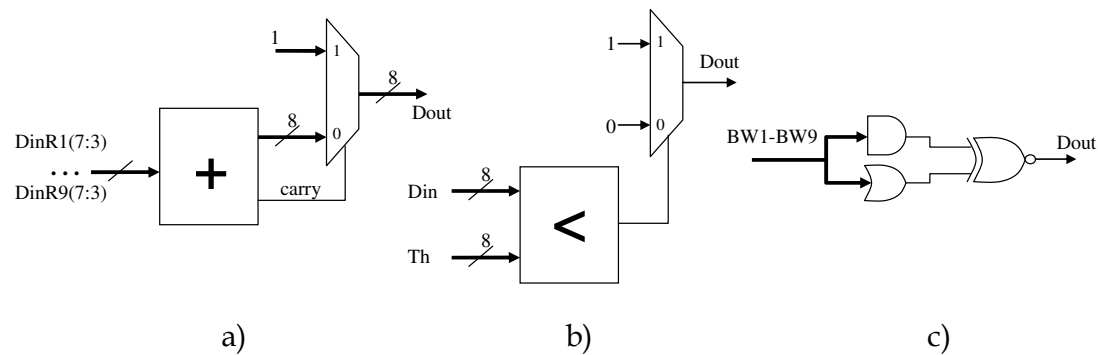 1
1
8
Dout
8
0
DinR1(7:3)
...
DinR9(7:3)
+
carry
a)
1
1
Dout
0
0
8
Din
<
8
Th
b)
BW1-BW9
Dout
c)